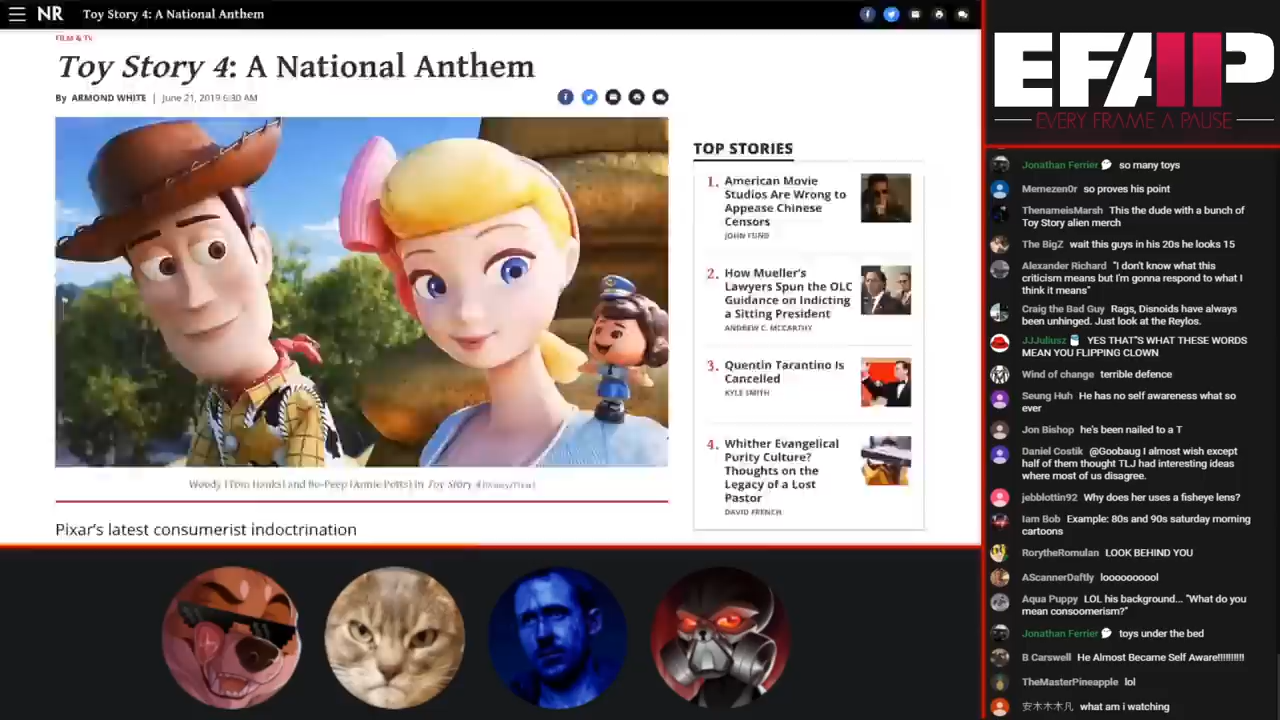 NR
Toy Story 4: A National Anthem
FILM & TV
Toy Story 4: A National Anthem
By ARMOND WHITE | June 21, 2019 6:30 AM
Woody (Tom Hanks) and Bo-Peep (Annie Potts) in Toy Story 4 (Disney/Pixar)
Pixar's latest consumerist indoctrination
TOP STORIES
1. American Movie
Studios Are Wrong to
Appease Chinese
Censors
JOHN FUND
2. How Mueller's
Lawyers Spun the OLC
Guidance on Indicting
a Sitting President
ANDREW C. MCCARTHY
3. Quentin Tarantino Is
Cancelled
KYLE SMITH
4. Whither Evangelical
Purity Culture?
Thoughts on the
Legacy of a Lost
Pastor
DAVID FRENCH
EFAP
EVERY FRAME A PAUSE
Jonathan Ferrier so many toys
Memezen0r so proves his point
ThenameisMarsh This the dude with a bunch of
Toy Story alien merch
The BigZ wait this guys in his 20s he looks 15
Alexander Richard "I don't know what this
criticism means but I'm gonna respond to what I
think it means"
Craig the Bad Guy Rags, Disnoids have always
been unhinged. Just look at the Reylos.
JJJuliusz YES THAT"S WHAT THESE WORDS
MEAN YOU FLIPPING CLOWN
Wind of change terrible defence
Seung Huh He has no self awareness what so
ever
Jon Bishop he's been nailed to a T
Daniel Costik @Goobaug I almost wish except
half of them thought TLJ had interesting ideas
where most of us disagree.
jebblottin92 Why does her uses a fisheye lens?
Iam Bob Example: 80s and 90s saturday morning
cartoons
RorytheRomulan LOOK BEHIND YOU
AScannerDaftly loooooooool
Aqua Puppy LOL his background... "What do you
mean consoomerism?"
Jonathan Ferrier toys under the bed
B Carswell He Almost Became Self Aware!!!!!!!!!!
TheMasterPineapple lol
安木木木凡 what am i watching